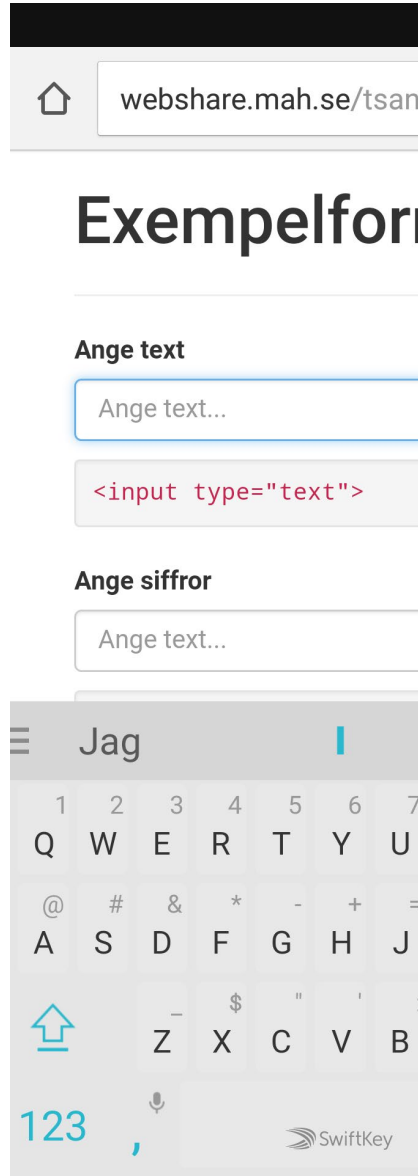 webshare.mah.se/tsan
Exempelfor
Ange text
Ange text...
<input type="text">
Ange siffror
Ange text...
Jag I
1 2 3 4 5 6 7
Q W E R T Y U
@ # & * - + =
A S D F G H J
_ $ " '
Z X C V B
123 , SwiftKey